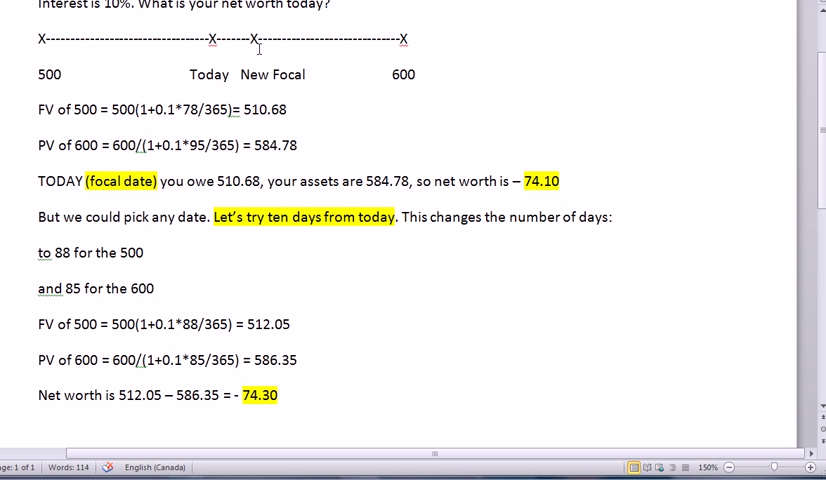 Interest is 10%. What is your net worth today?
X----------------------------------X-------X-----------------------------X
500 Today New Focal 600
FV of 500 = 500(1+0.1*78/365)= 510.68
PV of 600 = 600/(1+0.1*95/365) = 584.78
TODAY (focal date) you owe 510.68, your assets are 584.78, so net worth is – 74.10
But we could pick any date. Let's try ten days from today. This changes the number of days:
to 88 for the 500
and 85 for the 600
FV of 500 = 500(1+0.1*88/365) = 512.05
PV of 600 = 600/(1+0.1*85/365) = 586.35
Net worth is 512.05 – 586.35 = - 74.30
age: 1 of 1 Words: 114 English (Canada) 150%